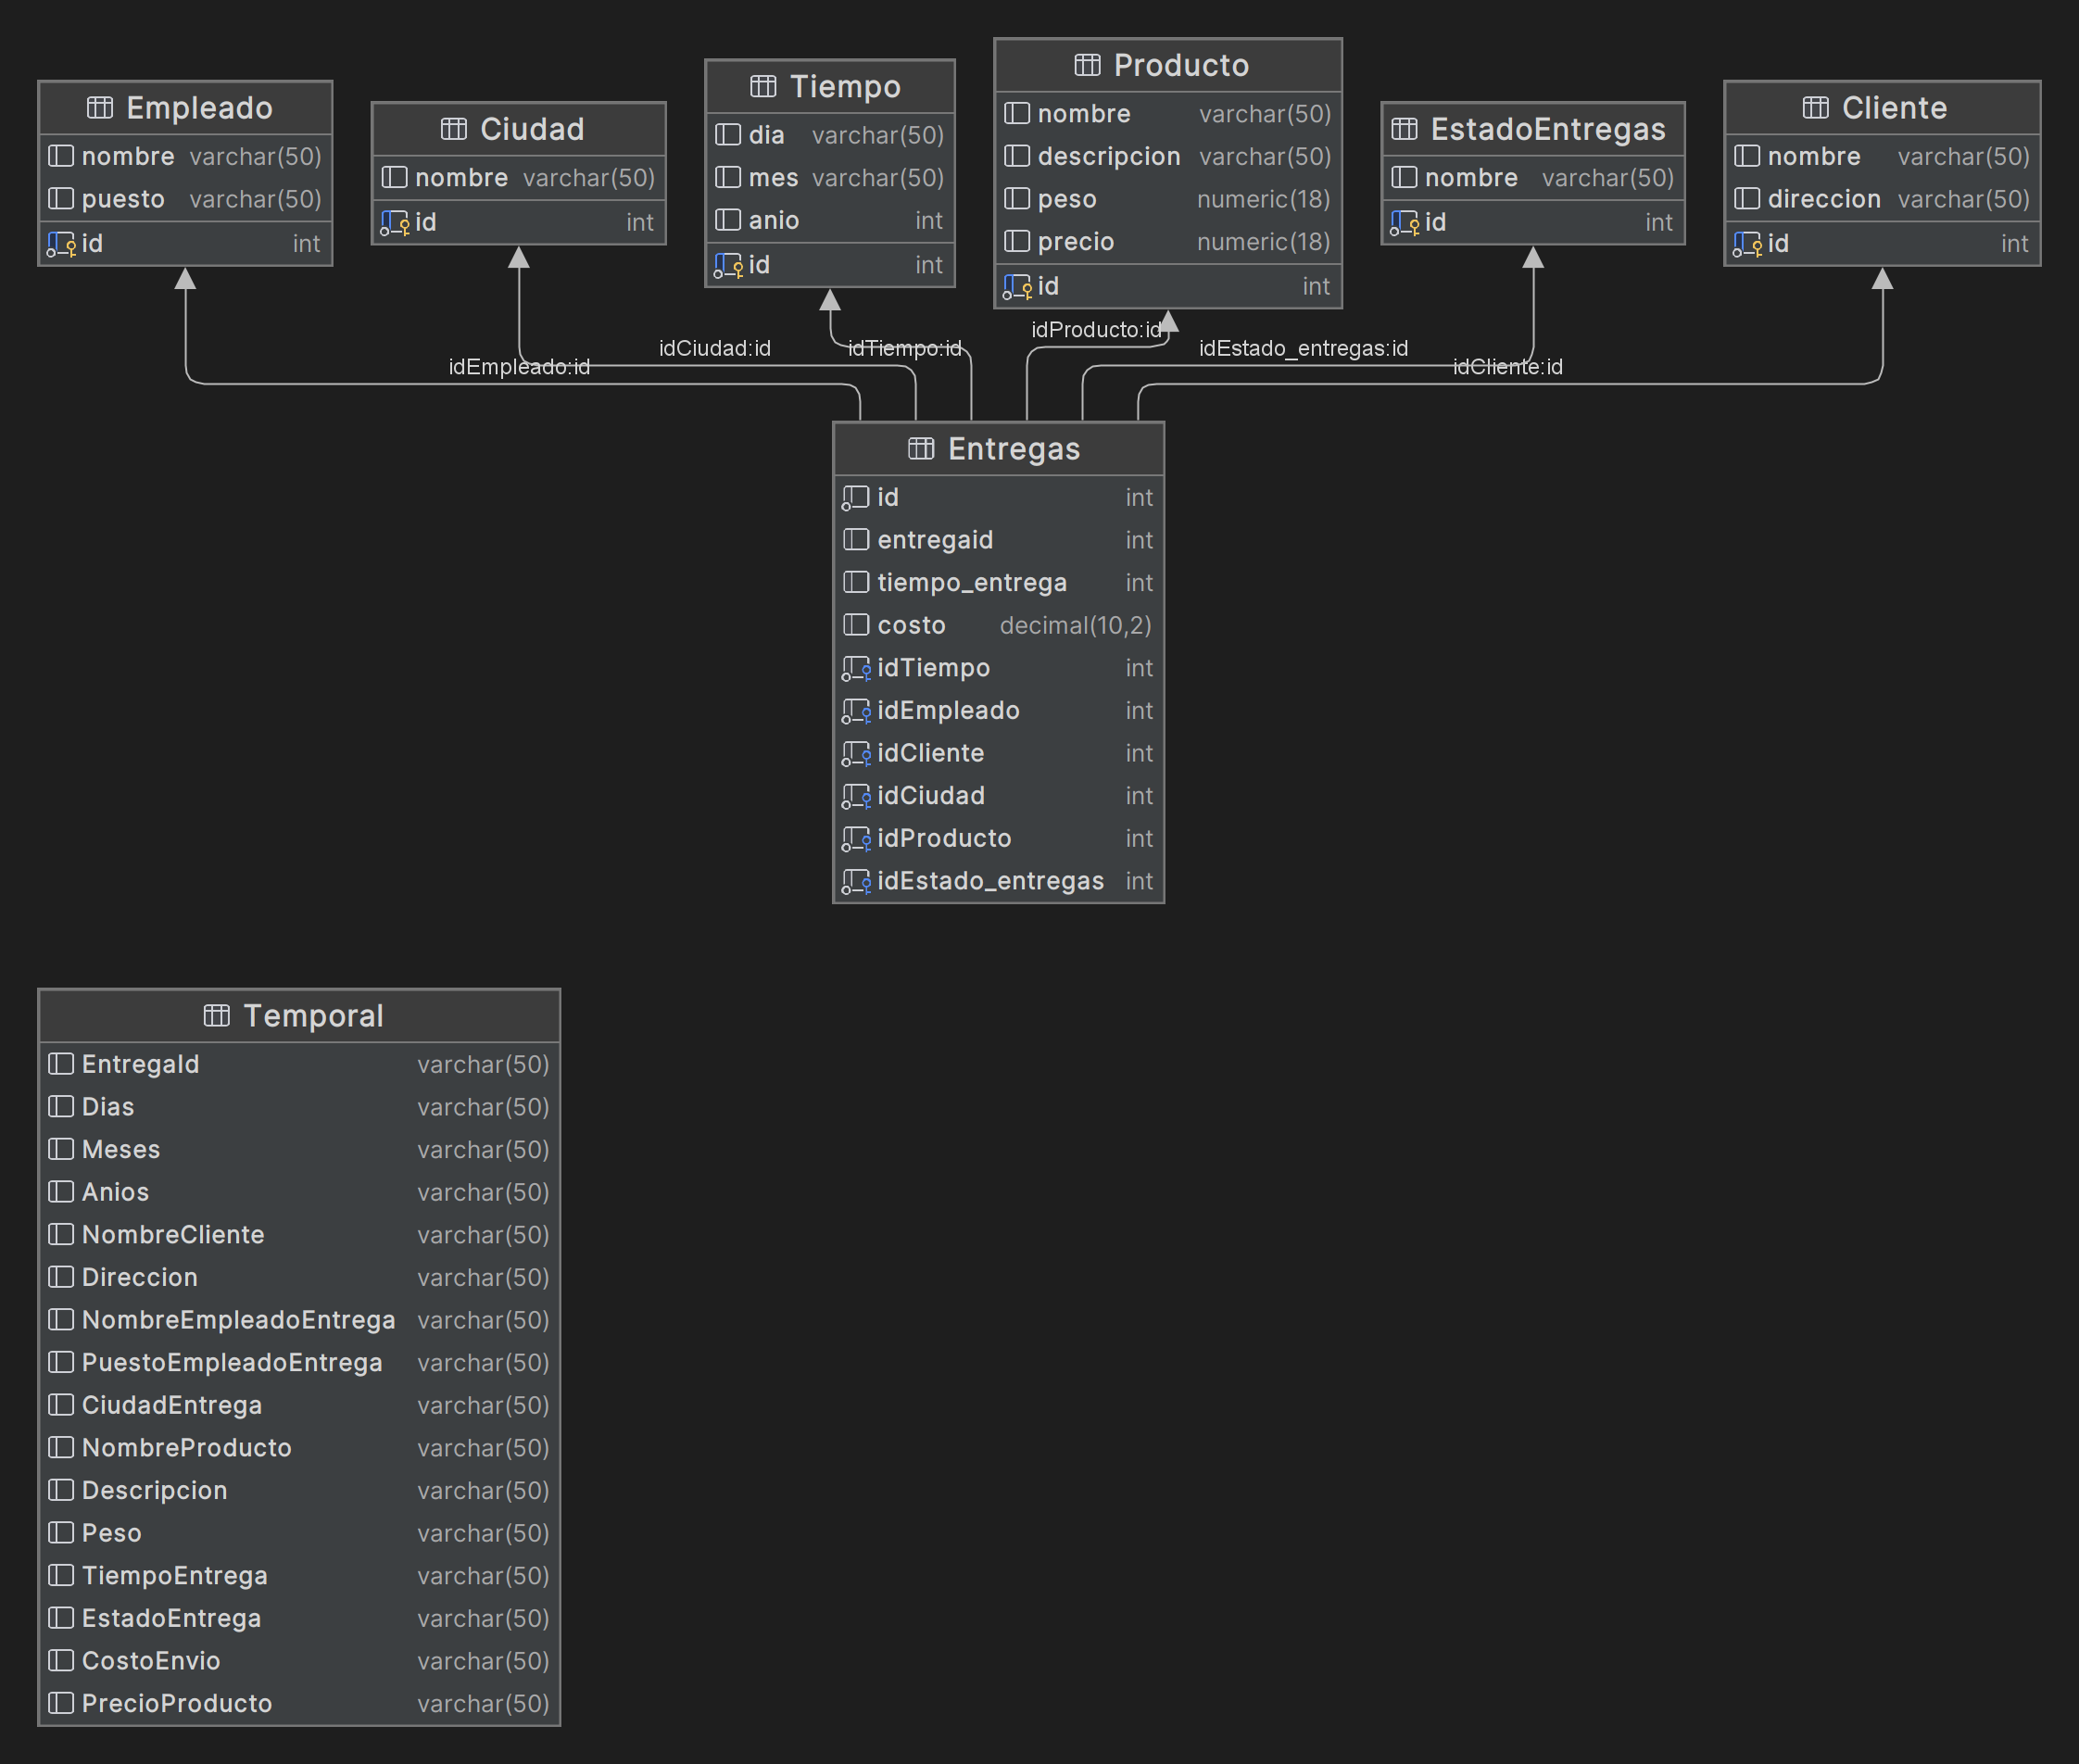 Empleado
nombre varchar(50)
puesto varchar(50)
id int
Ciudad
nombre varchar(50)
id int
Tiempo
dia varchar(50)
mes varchar(50)
anio int
id int
Producto
nombre varchar(50)
descripcion varchar(50)
peso numeric(18)
precio numeric(18)
id int
EstadoEntregas
nombre varchar(50)
id int
Cliente
nombre varchar(50)
direccion varchar(50)
id int
idEmpleado:id
idCiudad:id
idTiempo:id
idProducto:id
idEstado_entregas:id
idCliente:id
Entregas
id int
entregaid int
tiempo_entrega int
costo decimal(10,2)
idTiempo int
idEmpleado int
idCliente int
idCiudad int
idProducto int
idEstado_entregas int
Temporal
EntregaId varchar(50)
Dias varchar(50)
Meses varchar(50)
Anios varchar(50)
NombreCliente varchar(50)
Direccion varchar(50)
NombreEmpleadoEntrega varchar(50)
PuestoEmpleadoEntrega varchar(50)
CiudadEntrega varchar(50)
NombreProducto varchar(50)
Descripcion varchar(50)
Peso varchar(50)
TiempoEntrega varchar(50)
EstadoEntrega varchar(50)
CostoEnvio varchar(50)
PrecioProducto varchar(50)